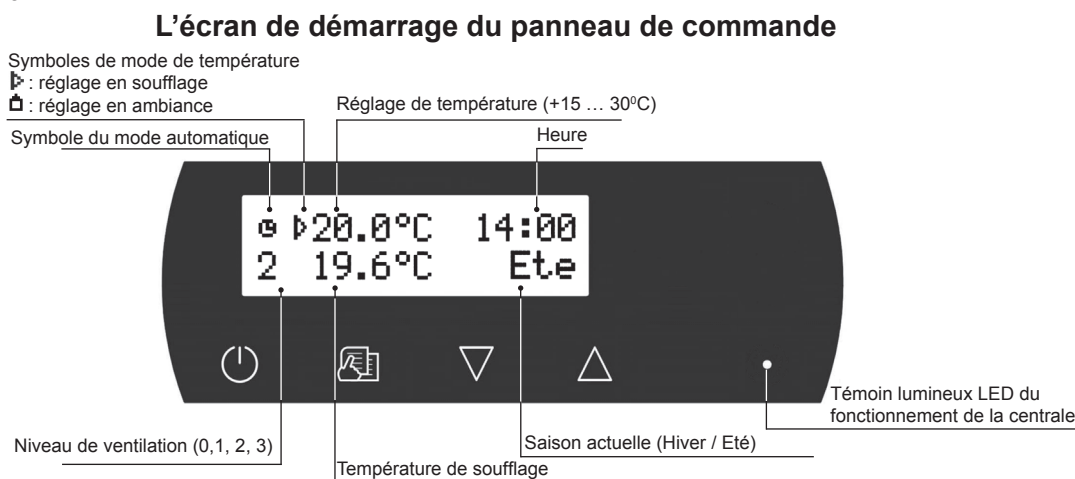 L'écran de démarrage du panneau de commande
Symboles de mode de température
: réglage en soufflage
: réglage en ambiance
Réglage de température (+15 … 30⁰C)
Symbole du mode automatique
Heure
20.0°C 14:00
2 19.6°C Ete
Témoin lumineux LED du
fonctionnement de la centrale
Niveau de ventilation (0,1, 2, 3)
Saison actuelle (Hiver / Eté)
Température de soufflage